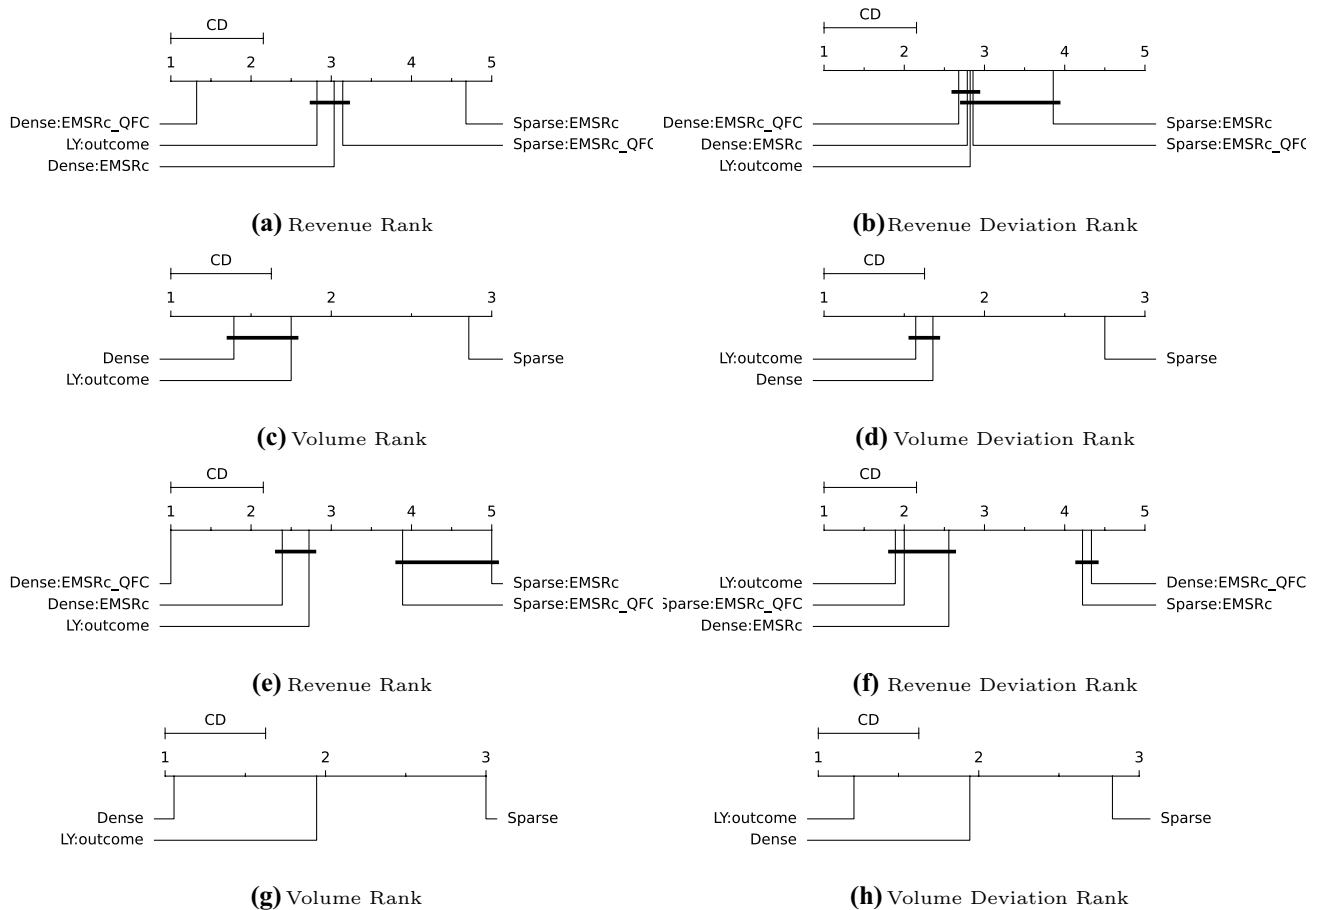 CD
1 2 3 4 5
Dense:EMSRc_QFC
LY:outcome
Dense:EMSRc
Sparse:EMSRc
Sparse:EMSRc_QFC
(a) Revenue Rank
CD
1 2 3 4 5
Dense:EMSRc_QFC
Dense:EMSRc
LY:outcome
Sparse:EMSRc
Sparse:EMSRc_QFC
(b) Revenue Deviation Rank
CD
1 2 3
Dense
LY:outcome
Sparse
(c) Volume Rank
CD
1 2 3
LY:outcome
Dense
Sparse
(d) Volume Deviation Rank
CD
1 2 3 4 5
Dense:EMSRc_QFC
Dense:EMSRc
LY:outcome
Sparse:EMSRc
Sparse:EMSRc_QFC
(e) Revenue Rank
CD
1 2 3 4 5
LY:outcome
Sparse:EMSRc_QFC
Dense:EMSRc
Dense:EMSRc_QFC
Sparse:EMSRc
(f) Revenue Deviation Rank
CD
1 2 3
Dense
LY:outcome
Sparse
(g) Volume Rank
CD
1 2 3
LY:outcome
Dense
Sparse
(h) Volume Deviation Rank